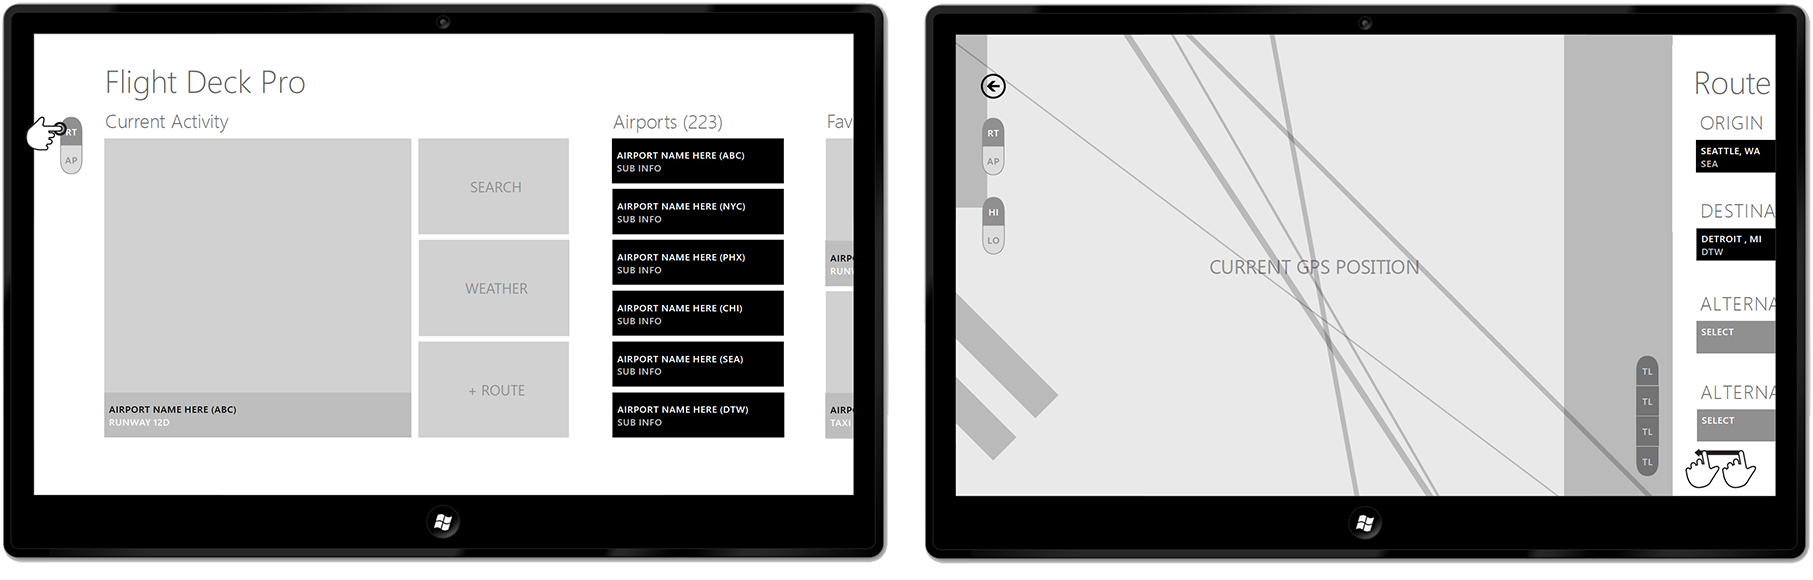 Flight Deck Pro
Current Activity
RT
AP
SEARCH
WEATHER
+ ROUTE
AIRPORT NAME HERE (ABC)
RUNWAY 12D
Airports (223)
AIRPORT NAME HERE (ABC)
SUB INFO
AIRPORT NAME HERE (NYC)
SUB INFO
AIRPORT NAME HERE (PHX)
SUB INFO
AIRPORT NAME HERE (CHI)
SUB INFO
AIRPORT NAME HERE (SEA)
SUB INFO
AIRPORT NAME HERE (DTW)
SUB INFO
Fav
AIRP
RUNW
AIRP
TAXI
RT
AP
HI
LO
CURRENT GPS POSITION
TL
TL
TL
TL
Route
ORIGIN
SEATTLE, WA
SEA
DESTINA
DETROIT , MI
DTW
ALTERNA
SELECT
ALTERNA
SELECT